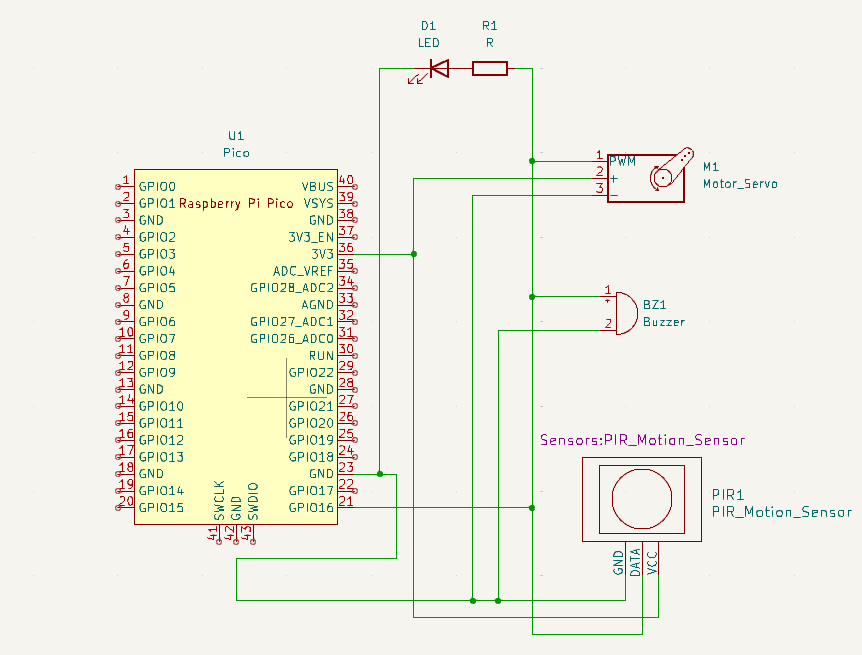 D1
LED
R1
R
U1
Pico
1
2
3
PWM
+
-
M1
Motor_Servo
Raspberry Pi Pico
1 GPIO0
2 GPIO1
3 GND
4 GPIO2
5 GPIO3
6 GPIO4
7 GPIO5
8 GND
9 GPIO6
10 GPIO7
11 GPIO8
12 GPIO9
13 GND
14 GPIO10
15 GPIO11
16 GPIO12
17 GPIO13
18 GND
19 GPIO14
20 GPIO15
VBUS 40
VSYS 39
GND 38
3V3_EN 37
3V3 36
ADC_VREF 35
GPIO28_ADC2 34
AGND 33
GPIO27_ADC1 32
GPIO26_ADC0 31
RUN 30
GPIO22 29
GND 28
GPIO21 27
GPIO20 26
GPIO19 25
GPIO18 24
GND 23
GPIO17 22
GPIO16 21
SWCLK 41
GND 42
SWDIO 43
1
+
2
BZ1
Buzzer
Sensors:PIR_Motion_Sensor
PIR1
PIR_Motion_Sensor
GND
DATA
VCC